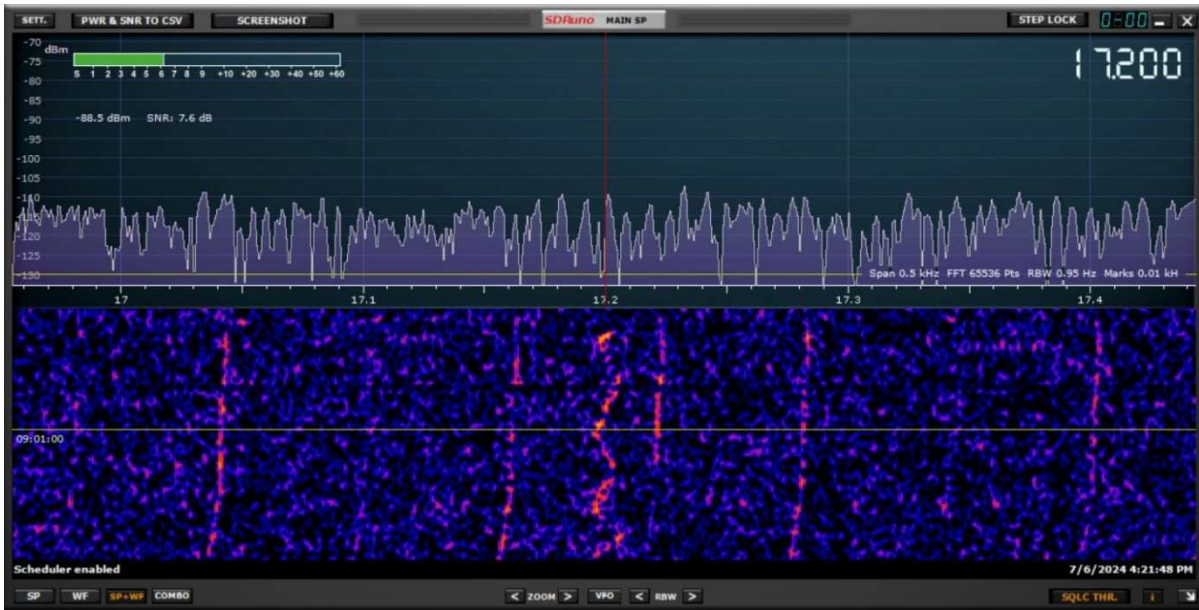 SETT. PWR & SNR TO CSV SCREENSHOT SDRuno MAIN SP STEP LOCK 0-00
-70 dBm
-75
S 1 2 3 4 5 6 7 8 9 +10 +20 +30 +40 +50 +60
17.200
-80
-85
-90 -88.5 dBm SNR: 7.6 dB
-95
-100
-105
-110
-115
-120
-125
-130 Span 0.5 kHz FFT 65536 Pts RBW 0.95 Hz Marks 0.01 kH
17 17.1 17.2 17.3 17.4
09:01:00
Scheduler enabled 7/6/2024 4:21:48 PM
SP WF SP+WF COMBO < ZOOM > VFO < RBW > SQLC THR. i